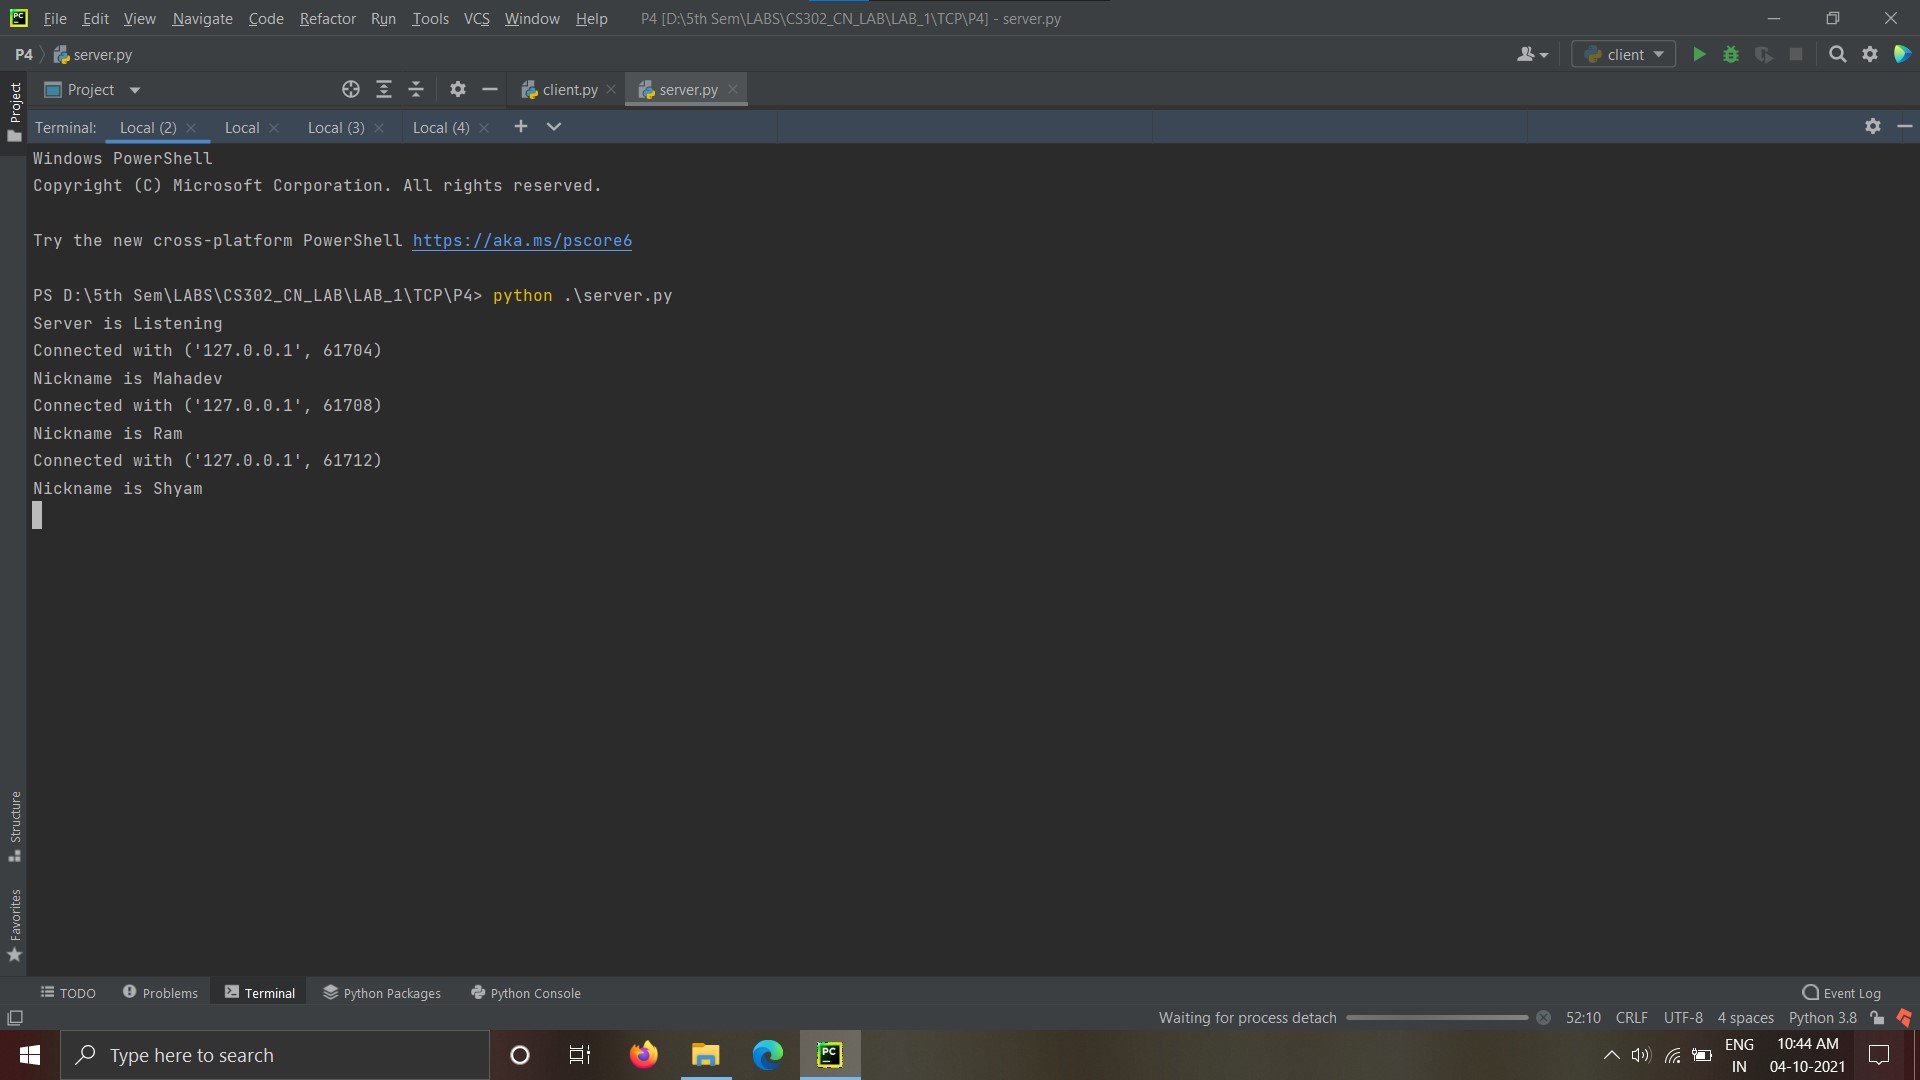 PC File Edit View Navigate Code Refactor Run Tools VCS Window Help P4 [D:\5th Sem\LABS\CS302_CN_LAB\LAB_1\TCP\P4] - server.py
P4 server.py client
Project Project client.py server.py
Terminal: Local (2) Local Local (3) Local (4)
Windows PowerShell
Copyright (C) Microsoft Corporation. All rights reserved.
Try the new cross-platform PowerShell https://aka.ms/pscore6
PS D:\5th Sem\LABS\CS302_CN_LAB\LAB_1\TCP\P4> python .\server.py
Server is Listening
Connected with ('127.0.0.1', 61704)
Nickname is Mahadev
Connected with ('127.0.0.1', 61708)
Nickname is Ram
Connected with ('127.0.0.1', 61712)
Nickname is Shyam
Structure
Favorites
TODO Problems Terminal Python Packages Python Console Event Log
Waiting for process detach 52:10 CRLF UTF-8 4 spaces Python 3.8
Type here to search PC ENG 10:44 AM
IN 04-10-2021